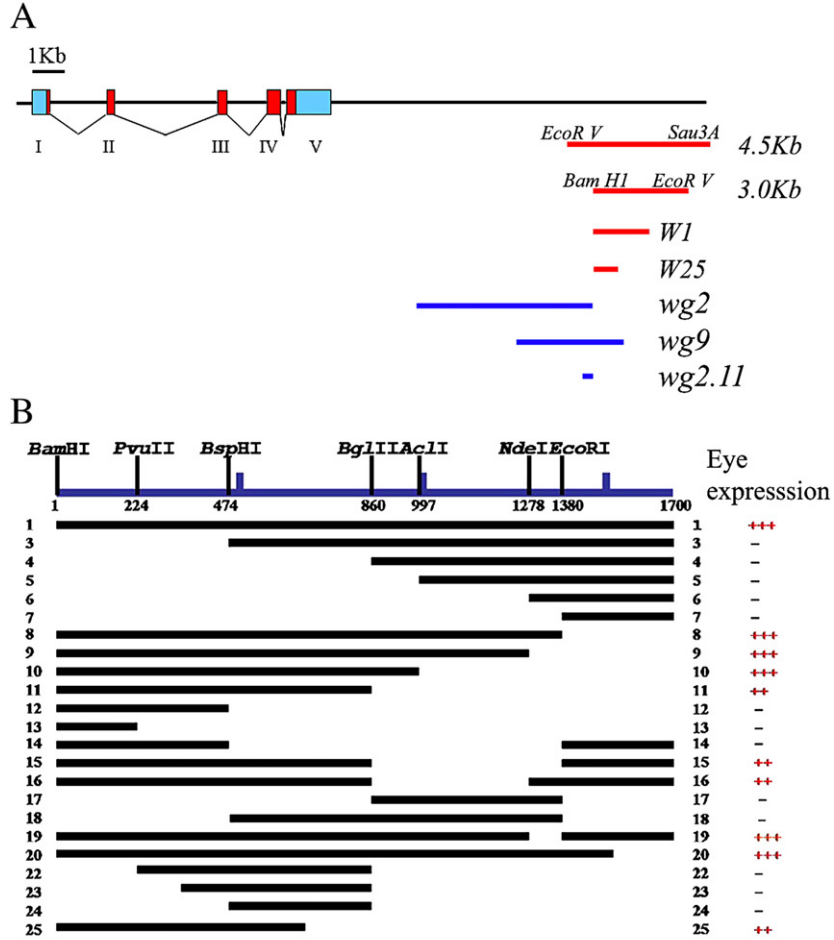 A
1Kb
I II III IV V
EcoR V Sau3A 4.5Kb
Bam H1 EcoR V 3.0Kb
W1
W25
wg2
wg9
wg2.11
B
BamHI PvuII BspHI BglII AclI NdeI EcoRI
Eye
expresssion
1 224 474 860 997 1278 1380 1700
1 1 +++
3 3 –
4 4 –
5 5 –
6 6 –
7 7 –
8 8 +++
9 9 +++
10 10 +++
11 11 ++
12 12 –
13 13 –
14 14 –
15 15 ++
16 16 ++
17 17 –
18 18 –
19 19 +++
20 20 +++
22 22 –
23 23 –
24 24 –
25 25 ++